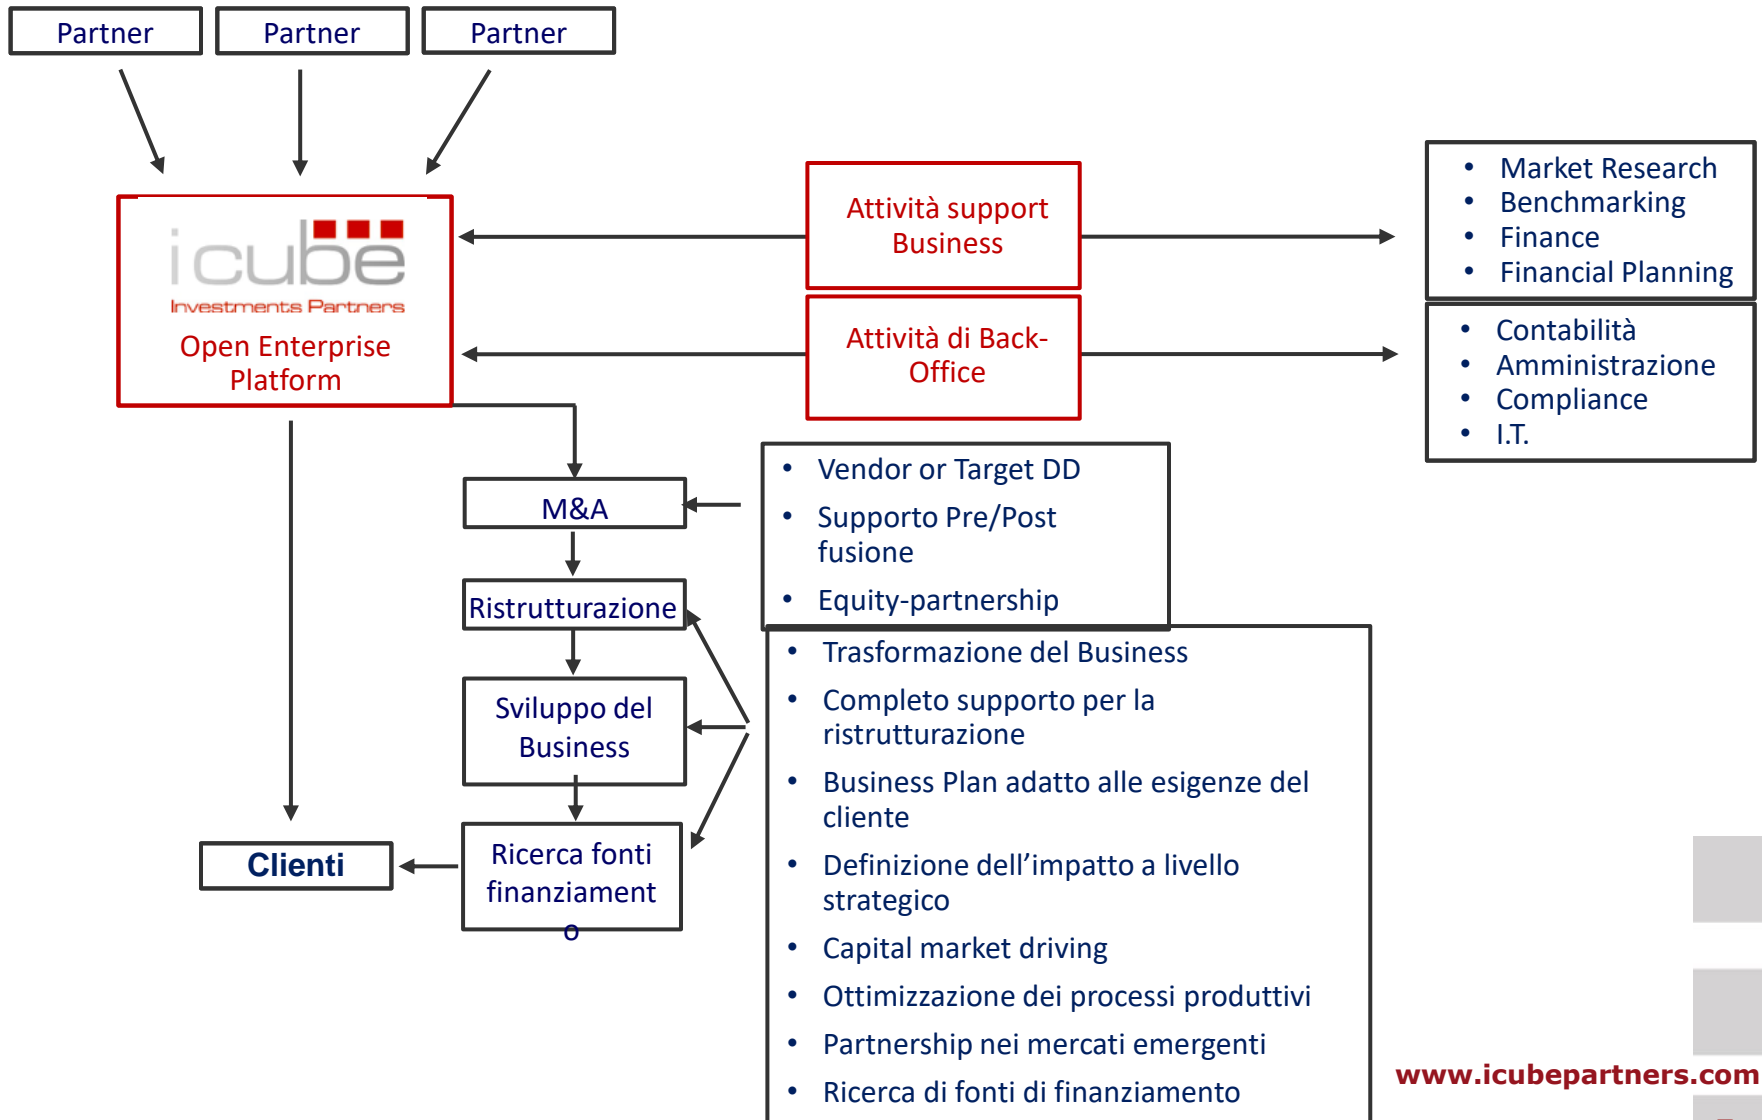 Partner
Partner
Partner
icube
Investments Partners
Open Enterprise
Platform
Attività support
Business
Attività di Back-
Office
• Market Research
• Benchmarking
• Finance
• Financial Planning
• Contabilità
• Amministrazione
• Compliance
• I.T.
M&A
Ristrutturazione
Sviluppo del
Business
Ricerca fonti
finanziament
o
Clienti
• Vendor or Target DD
• Supporto Pre/Post
fusione
• Equity-partnership
• Trasformazione del Business
• Completo supporto per la
ristrutturazione
• Business Plan adatto alle esigenze del
cliente
• Definizione dell’impatto a livello
strategico
• Capital market driving
• Ottimizzazione dei processi produttivi
• Partnership nei mercati emergenti
• Ricerca di fonti di finanziamento
www.icubepartners.com